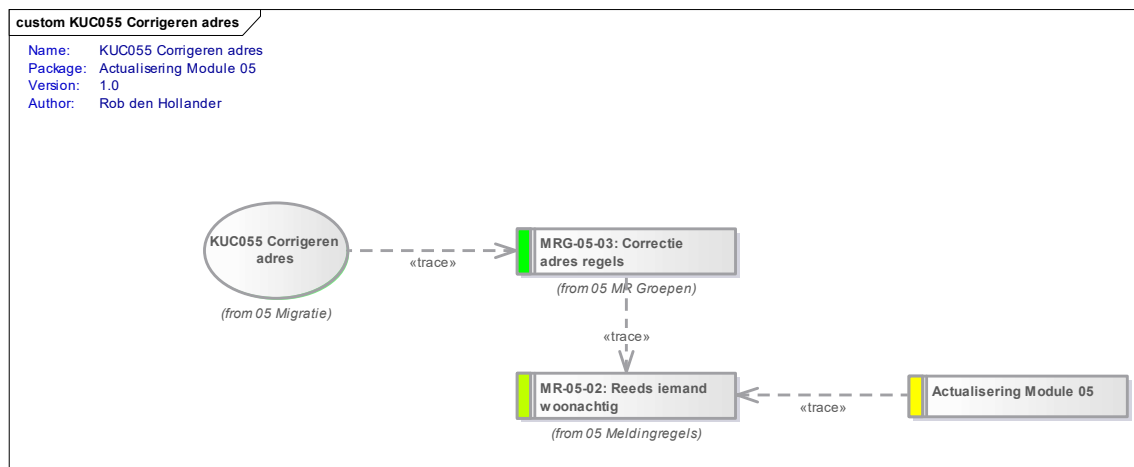 custom KUC055 Corrigeren adres
Name: KUC055 Corrigeren adres
Package: Actualisering Module 05
Version: 1.0
Author: Rob den Hollander
KUC055 Corrigeren
adres
(from 05 Migratie)
«trace»
MRG-05-03: Correctie
adres regels
(from 05 MR Groepen)
«trace»
MR-05-02: Reeds iemand
woonachtig
(from 05 Meldingregels)
«trace»
Actualisering Module 05